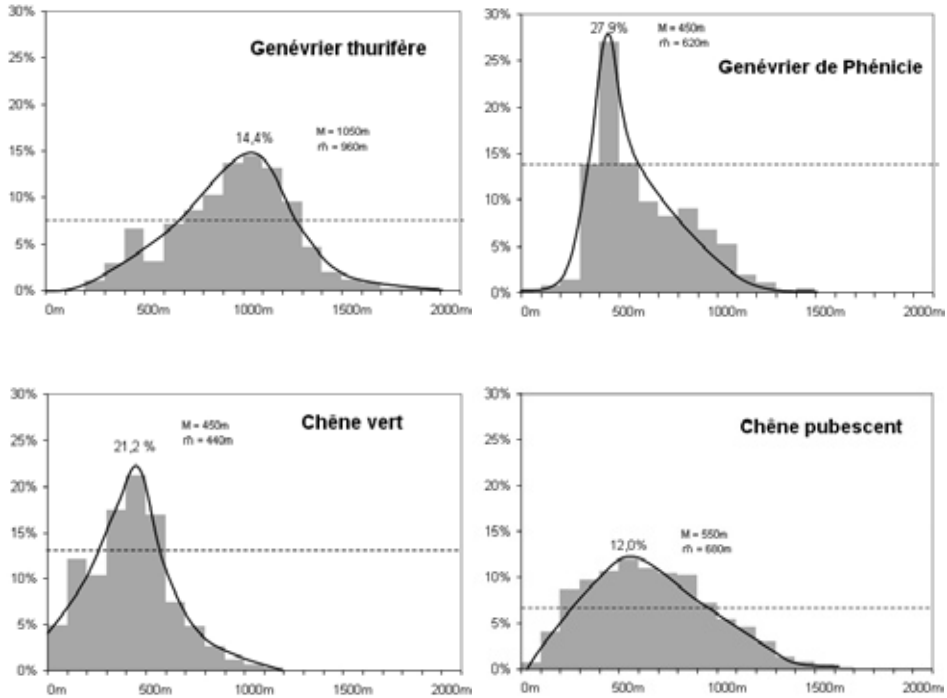 30%
25%
20%
15%
10%
5%
0%
Genévrier thurifère
14,4%
M = 1050m
m̂ = 960m
0m 500m 1000m 1500m 2000m
30%
25%
20%
15%
10%
5%
0%
27,9%
M = 450m
m̂ = 620m
Genévrier de Phénicie
0m 500m 1000m 1500m 2000m
30%
25%
20%
15%
10%
5%
0%
Chêne vert
M = 450m
m̂ = 440m
21,2 %
0m 500m 1000m 1500m 2000m
30%
25%
20%
15%
10%
5%
0%
Chêne pubescent
12,0%
M = 550m
m̂ = 680m
0m 500m 1000m 1500m 2000m